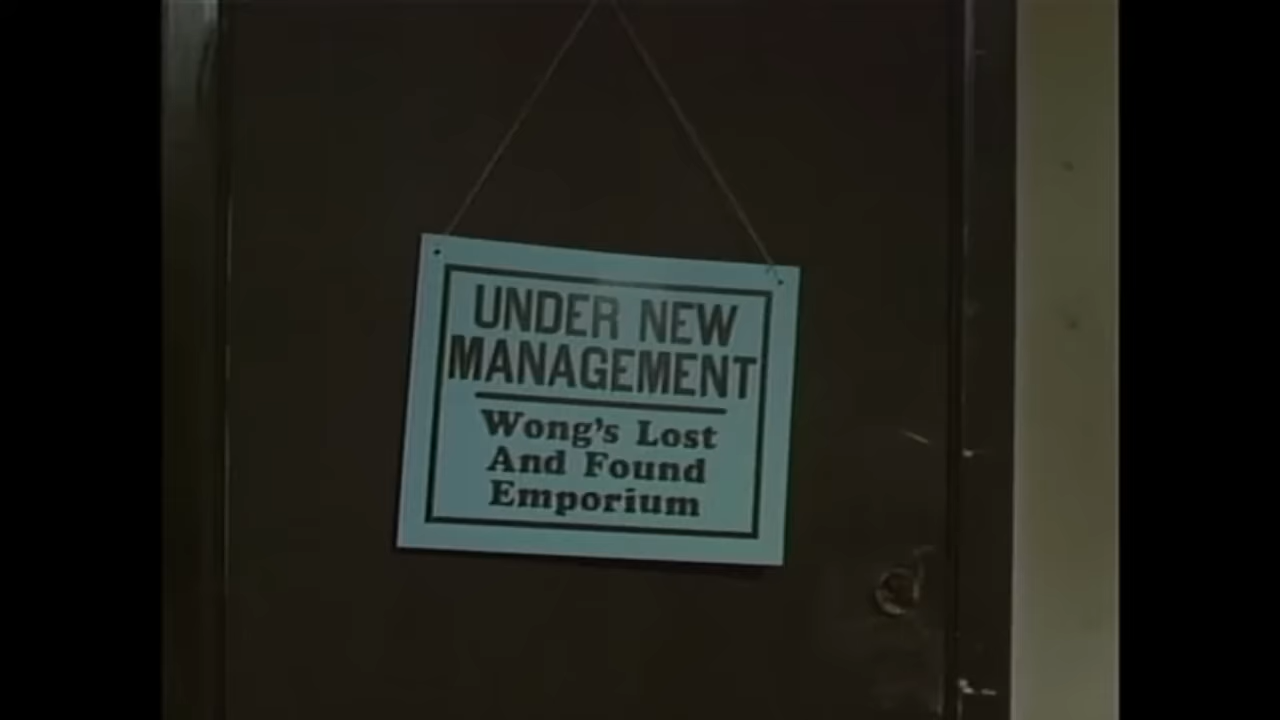 UNDER NEW
MANAGEMENT
Wong's Lost
And Found
Emporium